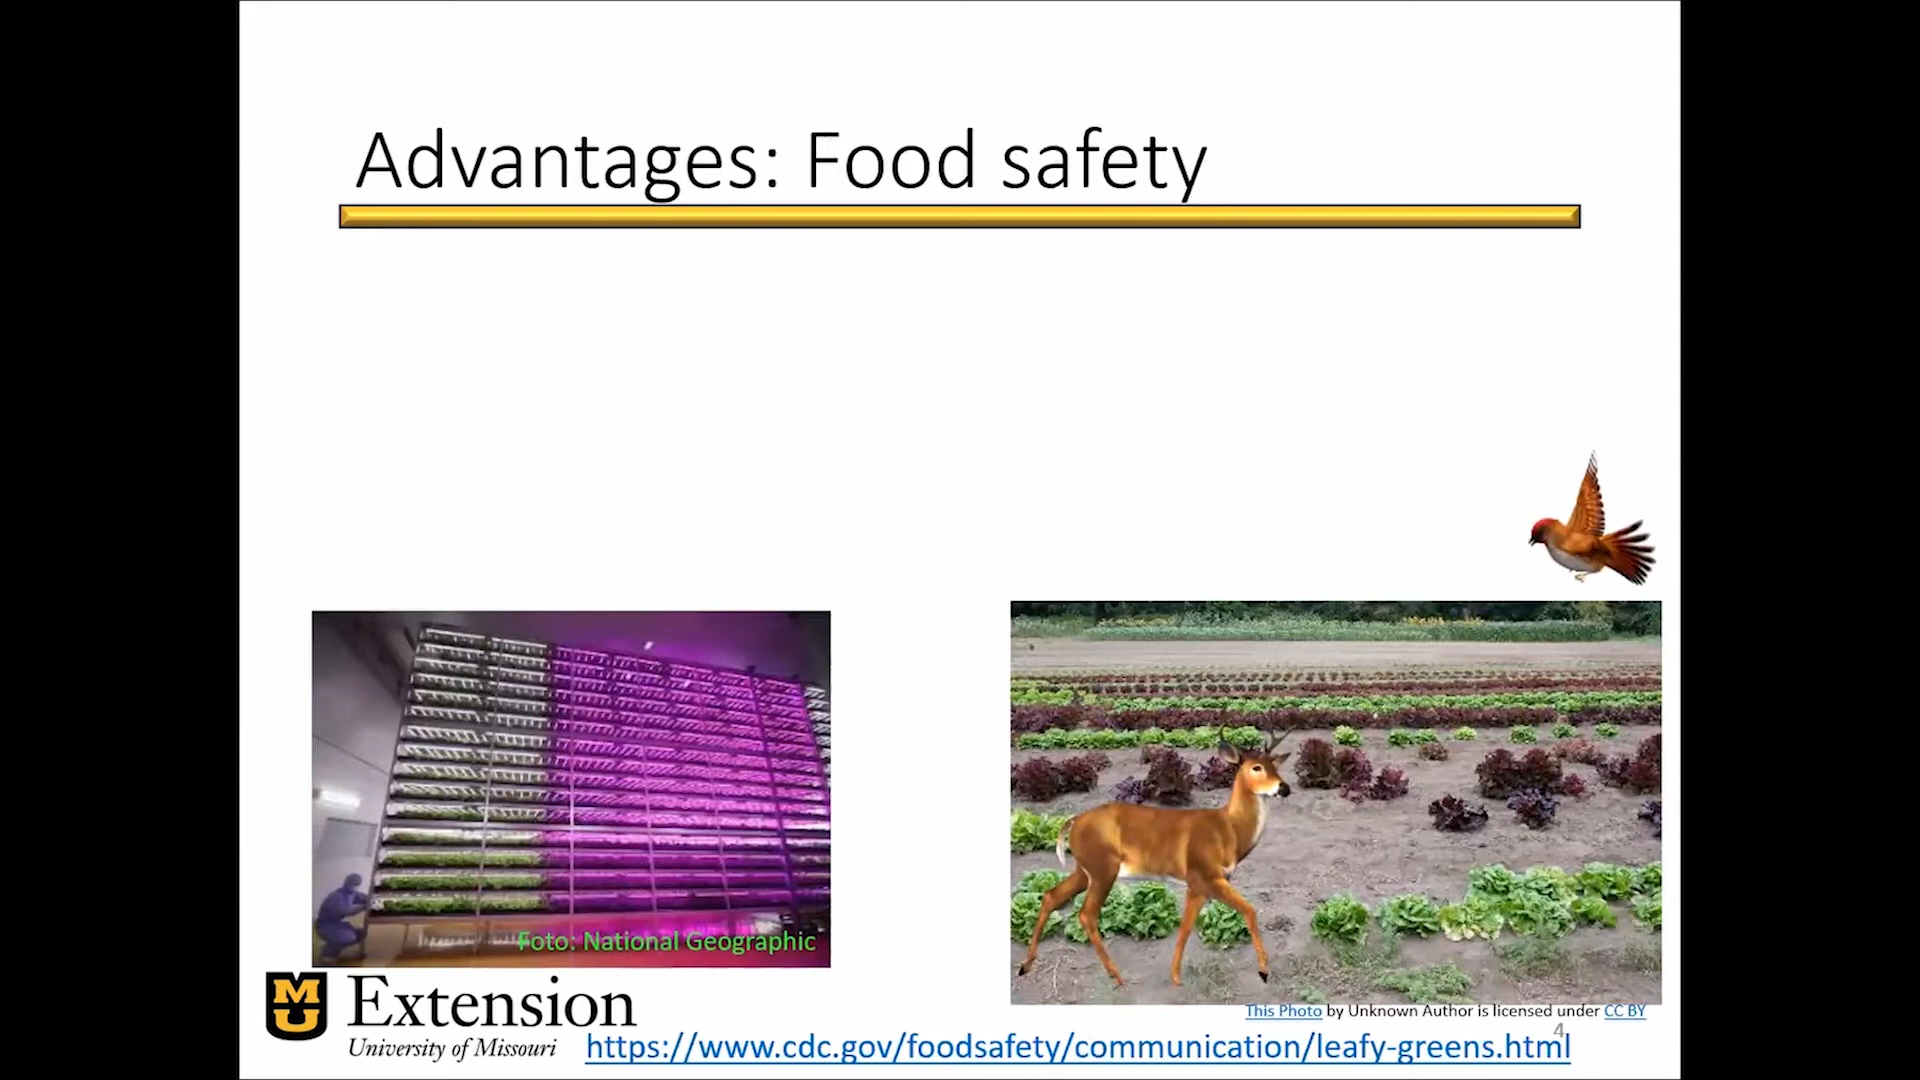 Advantages: Food safety
Foto: National Geographic
MU
Extension
University of Missouri
This Photo by Unknown Author is licensed under CC BY
4
https://www.cdc.gov/foodsafety/communication/leafy-greens.html